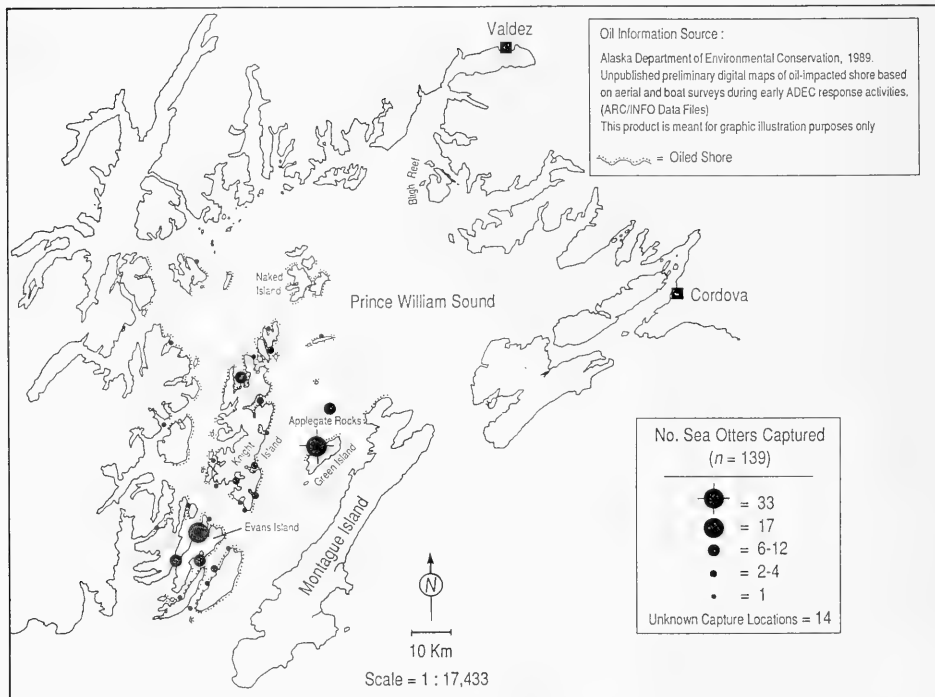 Valdez
Oil Information Source :
Alaska Department of Environmental Conservation, 1989.
Unpublished preliminary digital maps of oil-impacted shore based
on aerial and boat surveys during early ADEC response activities.
(ARC/INFO Data Files)
This product is meant for graphic illustration purposes only
= Oiled Shore
Bligh Reef
Naked
Island
Prince William Sound
Cordova
Applegate Rocks
Knight
Island
Green Island
Evans Island
Montague Island
N
10 Km
Scale = 1 : 17,433
No. Sea Otters Captured
(n = 139)
= 33
= 17
= 6-12
= 2-4
= 1
Unknown Capture Locations = 14